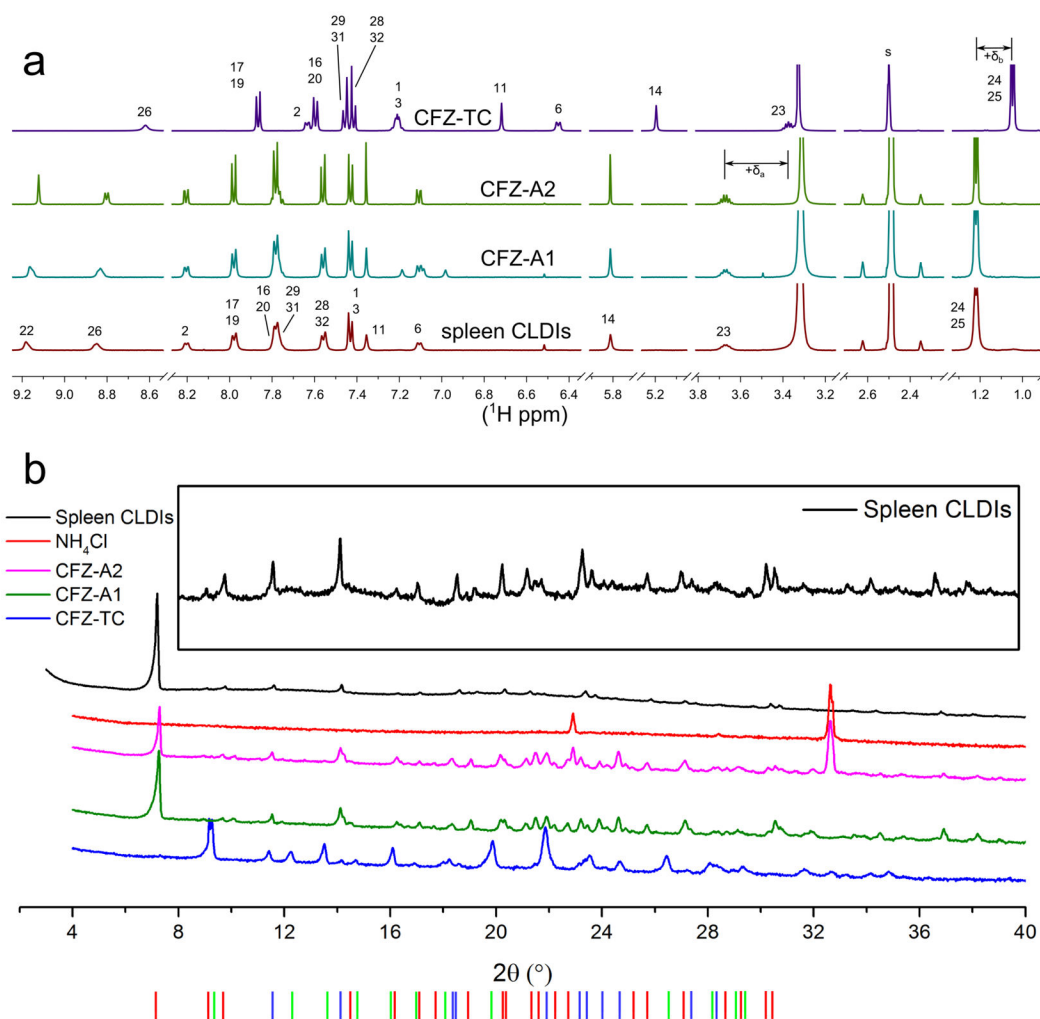 a
29
31
28
32
s
+δb
17
19
16
20
1
3
24
25
26
2
11
14
6
23
CFZ-TC
+δa
CFZ-A2
CFZ-A1
17
19
16
20
29
31
28
32
1
3
24
25
22
26
2
11
6
14
23
spleen CLDIs
9.2 9.0 8.8 8.6 8.2 8.0 7.8 7.6 7.4 7.2 7.0 6.8 6.6 6.4 5.8 5.2 3.8 3.6 3.4 3.2 2.6 2.4 1.2 1.0
(¹H ppm)
b
Spleen CLDIs
NH₄Cl
CFZ-A2
CFZ-A1
CFZ-TC
Spleen CLDIs
4 8 12 16 20 24 28 32 36 40
2θ (°)